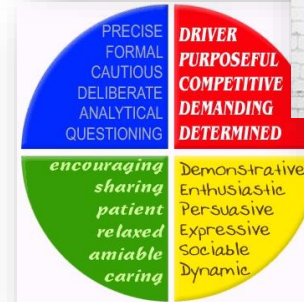 PRECISE
FORMAL
CAUTIOUS
DELIBERATE
ANALYTICAL
QUESTIONING
DRIVER
PURPOSEFUL
COMPETITIVE
DEMANDING
DETERMINED
encouraging
sharing
patient
relaxed
amiable
caring
Demonstrative
Enthusiastic
Persuasive
Expressive
Sociable
Dynamic